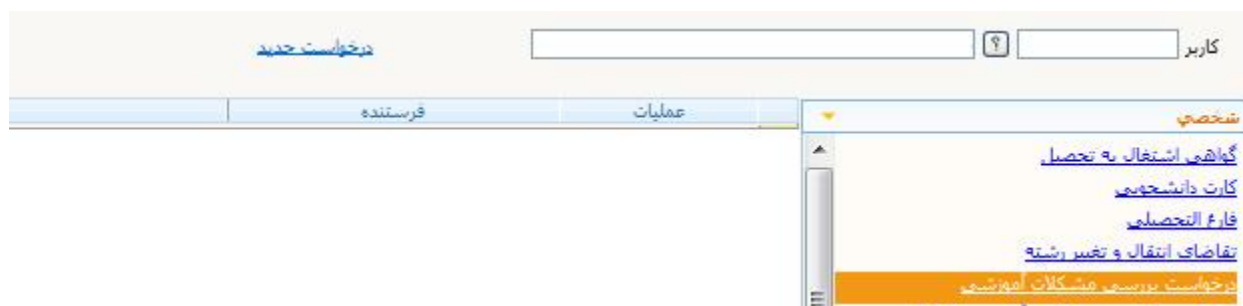 کاربر ؟ درخواست جدید
شخصي عملیات فرستنده
گواهی اشتغال به تحصیل
کارت دانشجویی
فارغ التحصیلی
تقاضای انتقال و تغییر رشته
درخواست بررسی مشکلات آموزشی